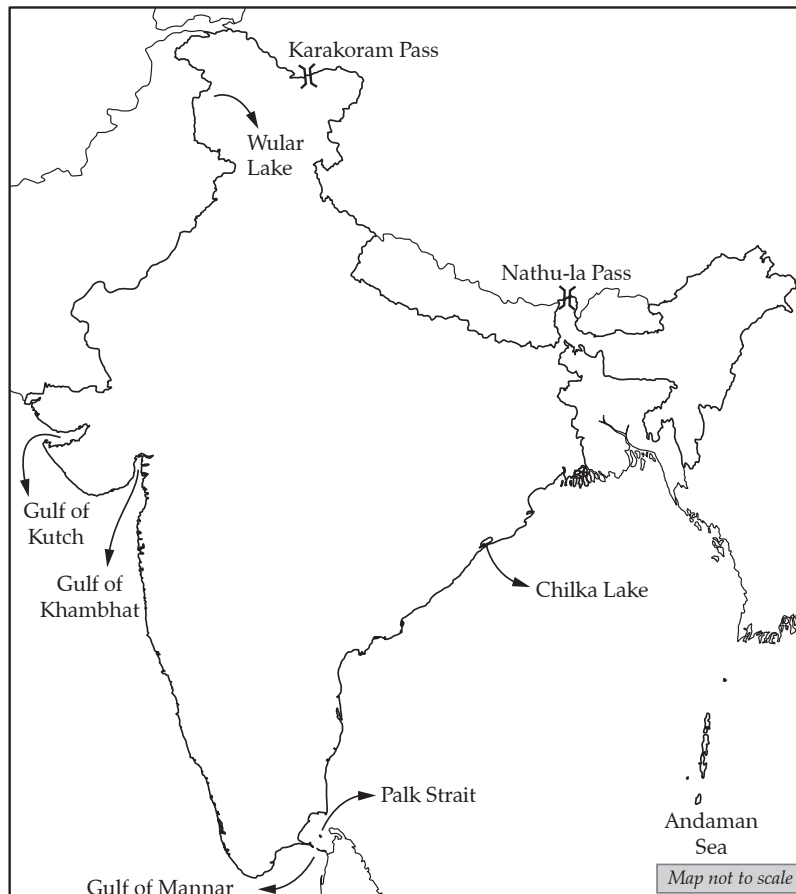 Karakoram Pass
Wular
Lake
Nathu-la Pass
Gulf of
Kutch
Gulf of
Khambhat
Chilka Lake
Palk Strait
Andaman
Sea
Gulf of Mannar
Map not to scale